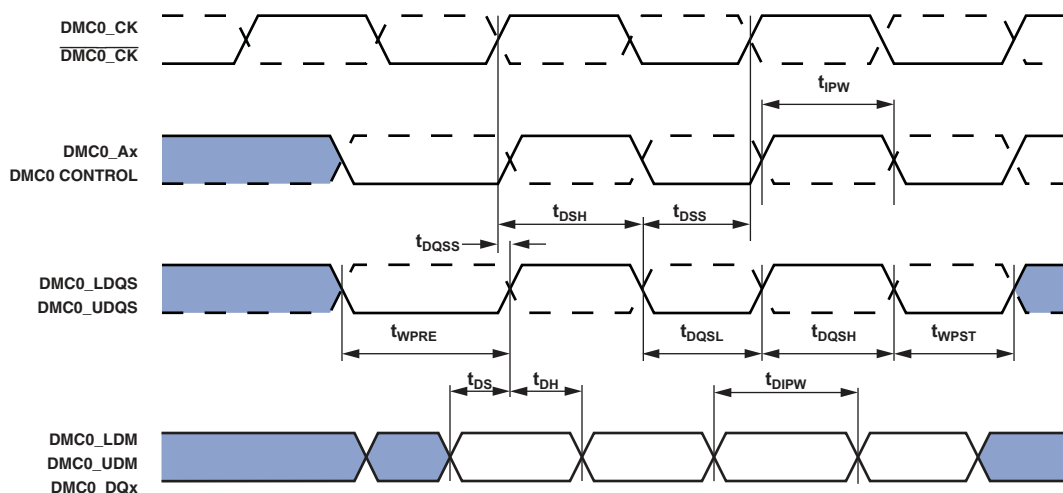 DMC0_CK
DMC0_CK
tIPW
DMC0_Ax
DMC0 CONTROL
tDSH
tDSS
tDQSS
DMC0_LDQS
DMC0_UDQS
tWPRE
tDQSL
tDQSH
tWPST
tDS
tDH
tDIPW
DMC0_LDM
DMC0_UDM
DMC0_DQx